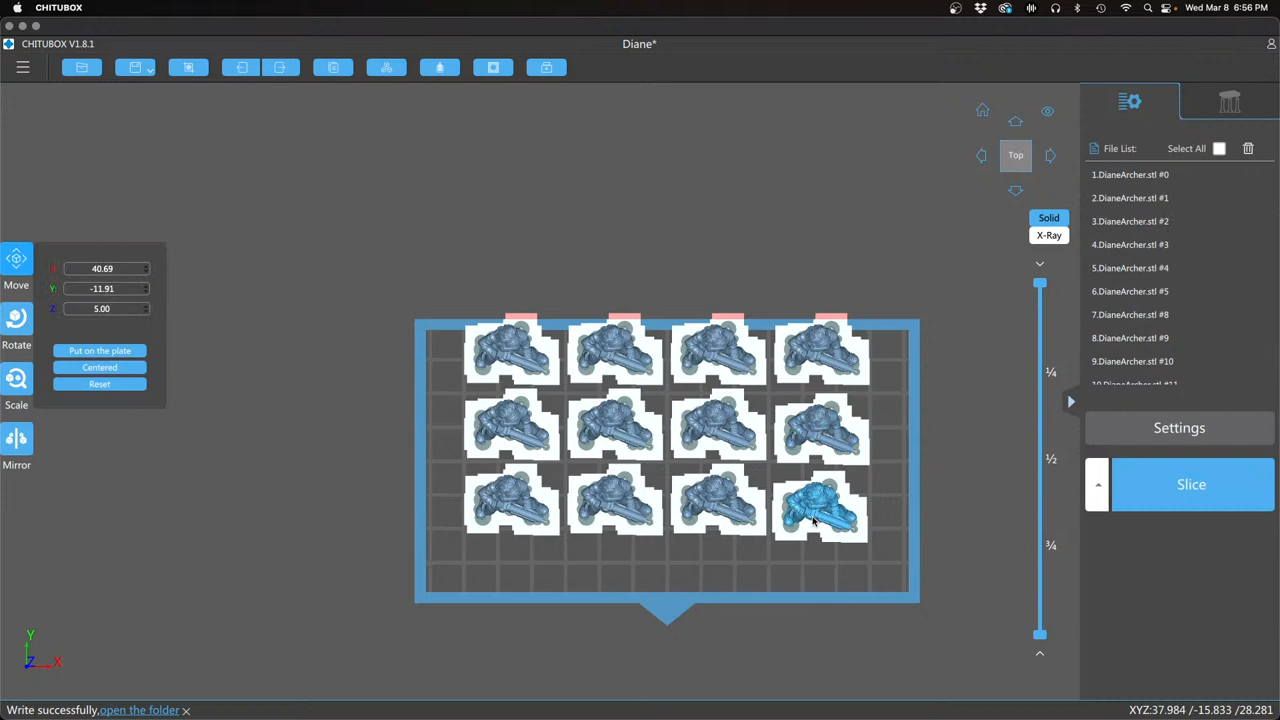 CHITUBOX
Wed Mar 8 6:56 PM
CHITUBOX V1.8.1
Diane*
File List:
Select All
Top
1.DianeArcher.stl #0
2.DianeArcher.stl #1
3.DianeArcher.stl #2
4.DianeArcher.stl #3
5.DianeArcher.stl #4
6.DianeArcher.stl #5
7.DianeArcher.stl #8
8.DianeArcher.stl #9
9.DianeArcher.stl #10
10.DianeArcher.stl #11
Solid
X-Ray
Move
X: 40.69
Y: -11.91
Z: 5.00
Put on the plate
Centered
Reset
Rotate
Scale
Mirror
¼
½
¾
Settings
Slice
Y
Z X
Write successfully,open the folder
XYZ:37.984 /-15.833 /28.281